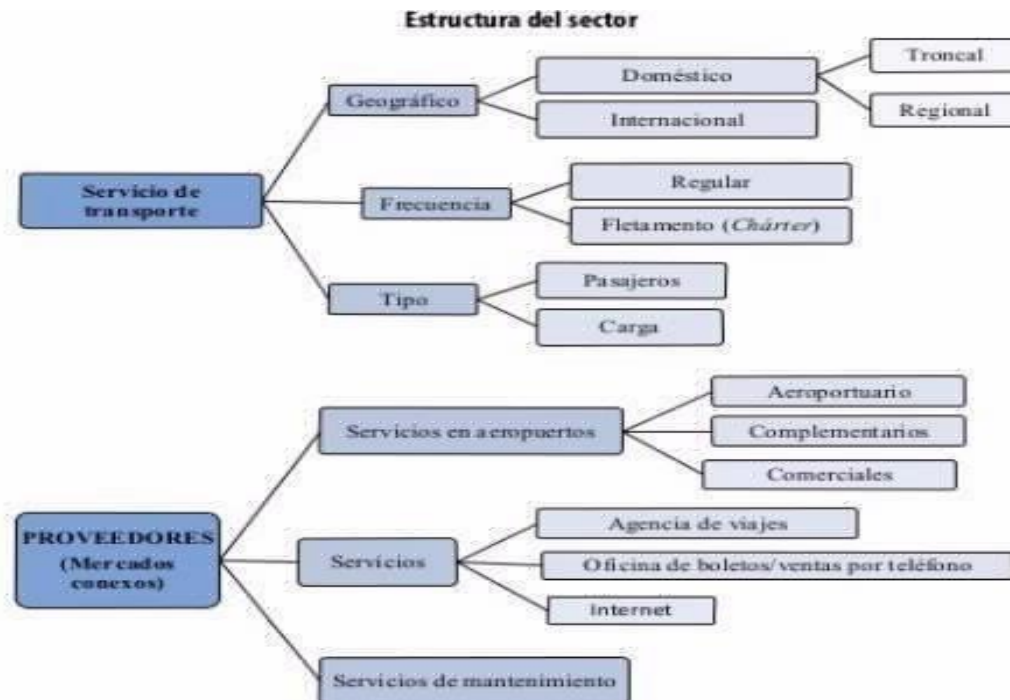 Estructura del sector
Servicio de
transporte
Geográfico
Doméstico
Troncal
Regional
Internacional
Frecuencia
Regular
Fletamento (Chárter)
Tipo
Pasajeros
Carga
PROVEEDORES
(Mercados
conexos)
Servicios en aeropuertos
Aeroportuario
Complementarios
Comerciales
Servicios
Agencia de viajes
Oficina de boletos/ventas por teléfono
Internet
Servicios de mantenimiento